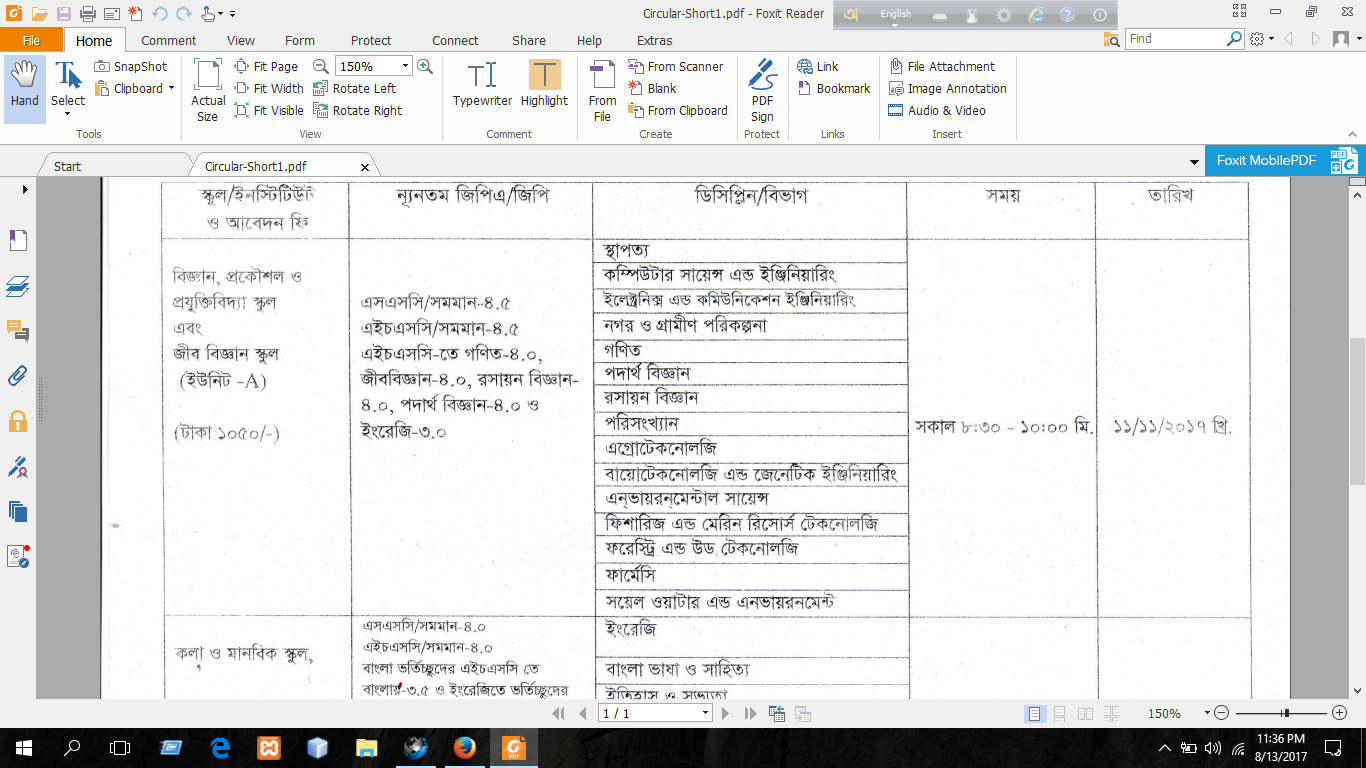 Circular-Short1.pdf - Foxit Reader
English
File Home Comment View Form Protect Connect Share Help Extras
Find
Hand
Select
SnapShot
Clipboard
Actual Size
Fit Page
Fit Width
Fit Visible
150%
Rotate Left
Rotate Right
Typewriter
Highlight
From File
From Scanner
Blank
From Clipboard
PDF Sign
Link
Bookmark
File Attachment
Image Annotation
Audio & Video
Tools View Comment Create Protect Links Insert
Start
Circular-Short1.pdf
Foxit MobilePDF
স্কুল/ইনস্টিটিউট
ও আবেদন ফি
ন্যূনতম জিপিএ/জিপি
ডিসিপ্লিন/বিভাগ
সময়
তারিখ
বিজ্ঞান, প্রকৌশল ও
প্রযুক্তিবিদ্যা স্কুল
এবং
জীব বিজ্ঞান স্কুল
(ইউনিট -A)
(টাকা ১০৫০/-)
এসএসসি/সমমান-৪.৫
এইচএসসি/সমমান-৪.৫
এইচএসসি-তে গণিত-৪.০,
জীববিজ্ঞান-৪.০, রসায়ন বিজ্ঞান-
৪.০, পদার্থ বিজ্ঞান-৪.০ ও
ইংরেজি-৩.০
স্থাপত্য
কম্পিউটার সায়েন্স এন্ড ইঞ্জিনিয়ারিং
ইলেক্ট্রনিক্স এন্ড কমিউনিকেশন ইঞ্জিনিয়ারিং
নগর ও গ্রামীণ পরিকল্পনা
গণিত
পদার্থ বিজ্ঞান
রসায়ন বিজ্ঞান
পরিসংখ্যান
এগ্রোটেকনোলজি
বায়োটেকনোলজি এন্ড জেনেটিক ইঞ্জিনিয়ারিং
এন্‌ভায়রন্‌মেন্টাল সায়েন্স
ফিশারিজ এন্ড মেরিন রিসোর্স টেকনোলজি
ফরেস্ট্রি এন্ড উড টেকনোলজি
ফার্মেসি
সয়েল ওয়াটার এন্ড এনভায়রনমেন্ট
সকাল ৮:৩০ - ১০:০০ মি.
১১/১১/২০১৭ খ্রি.
কলা ও মানবিক স্কুল,
এসএসসি/সমমান-৪.০
এইচএসসি/সমমান-৪.০
বাংলা ভর্তিচ্ছুদের এইচএসসি তে
বাংলায়-৩.৫ ও ইংরেজিতে ভর্তিচ্ছুদের
ইংরেজি
বাংলা ভাষা ও সাহিত্য
ইতিহাস ও সভ্যতা
1 / 1
150%
11:36 PM
8/13/2017